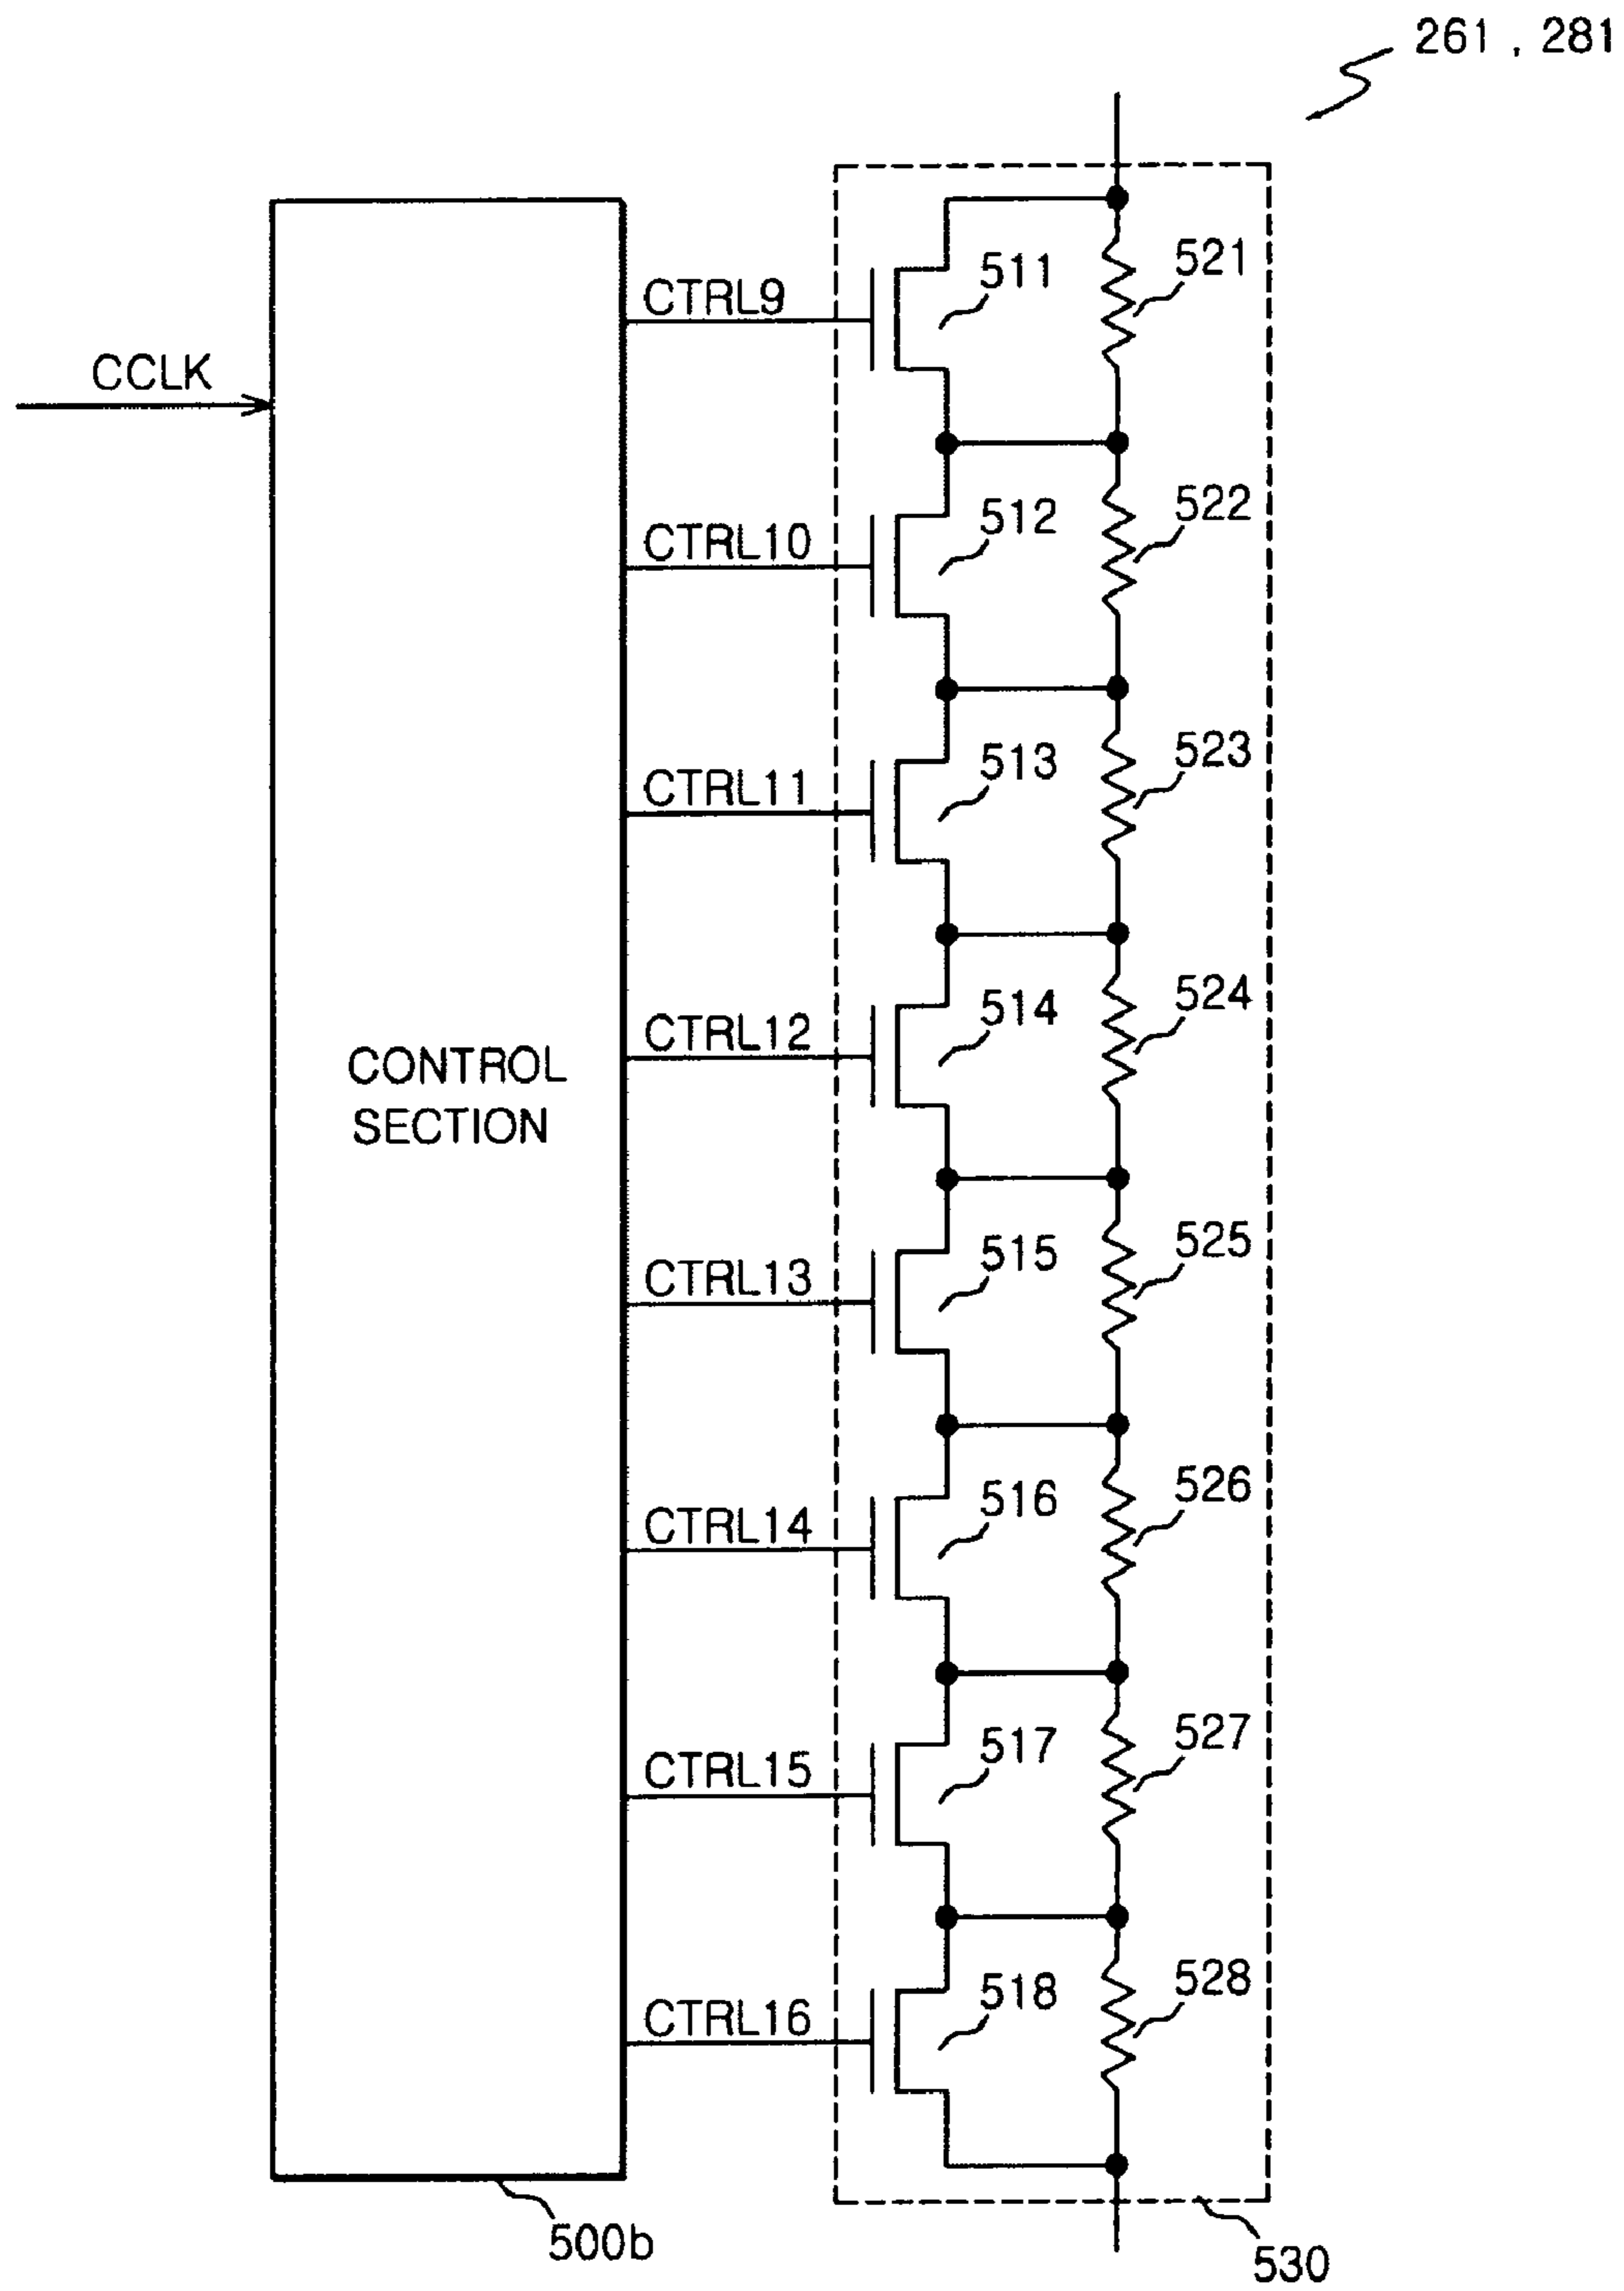 261 , 281
CCLK
CONTROL
SECTION
500b
CTRL9
511
521
CTRL10
512
522
CTRL11
513
523
CTRL12
514
524
CTRL13
515
525
CTRL14
516
526
CTRL15
517
527
CTRL16
518
528
530